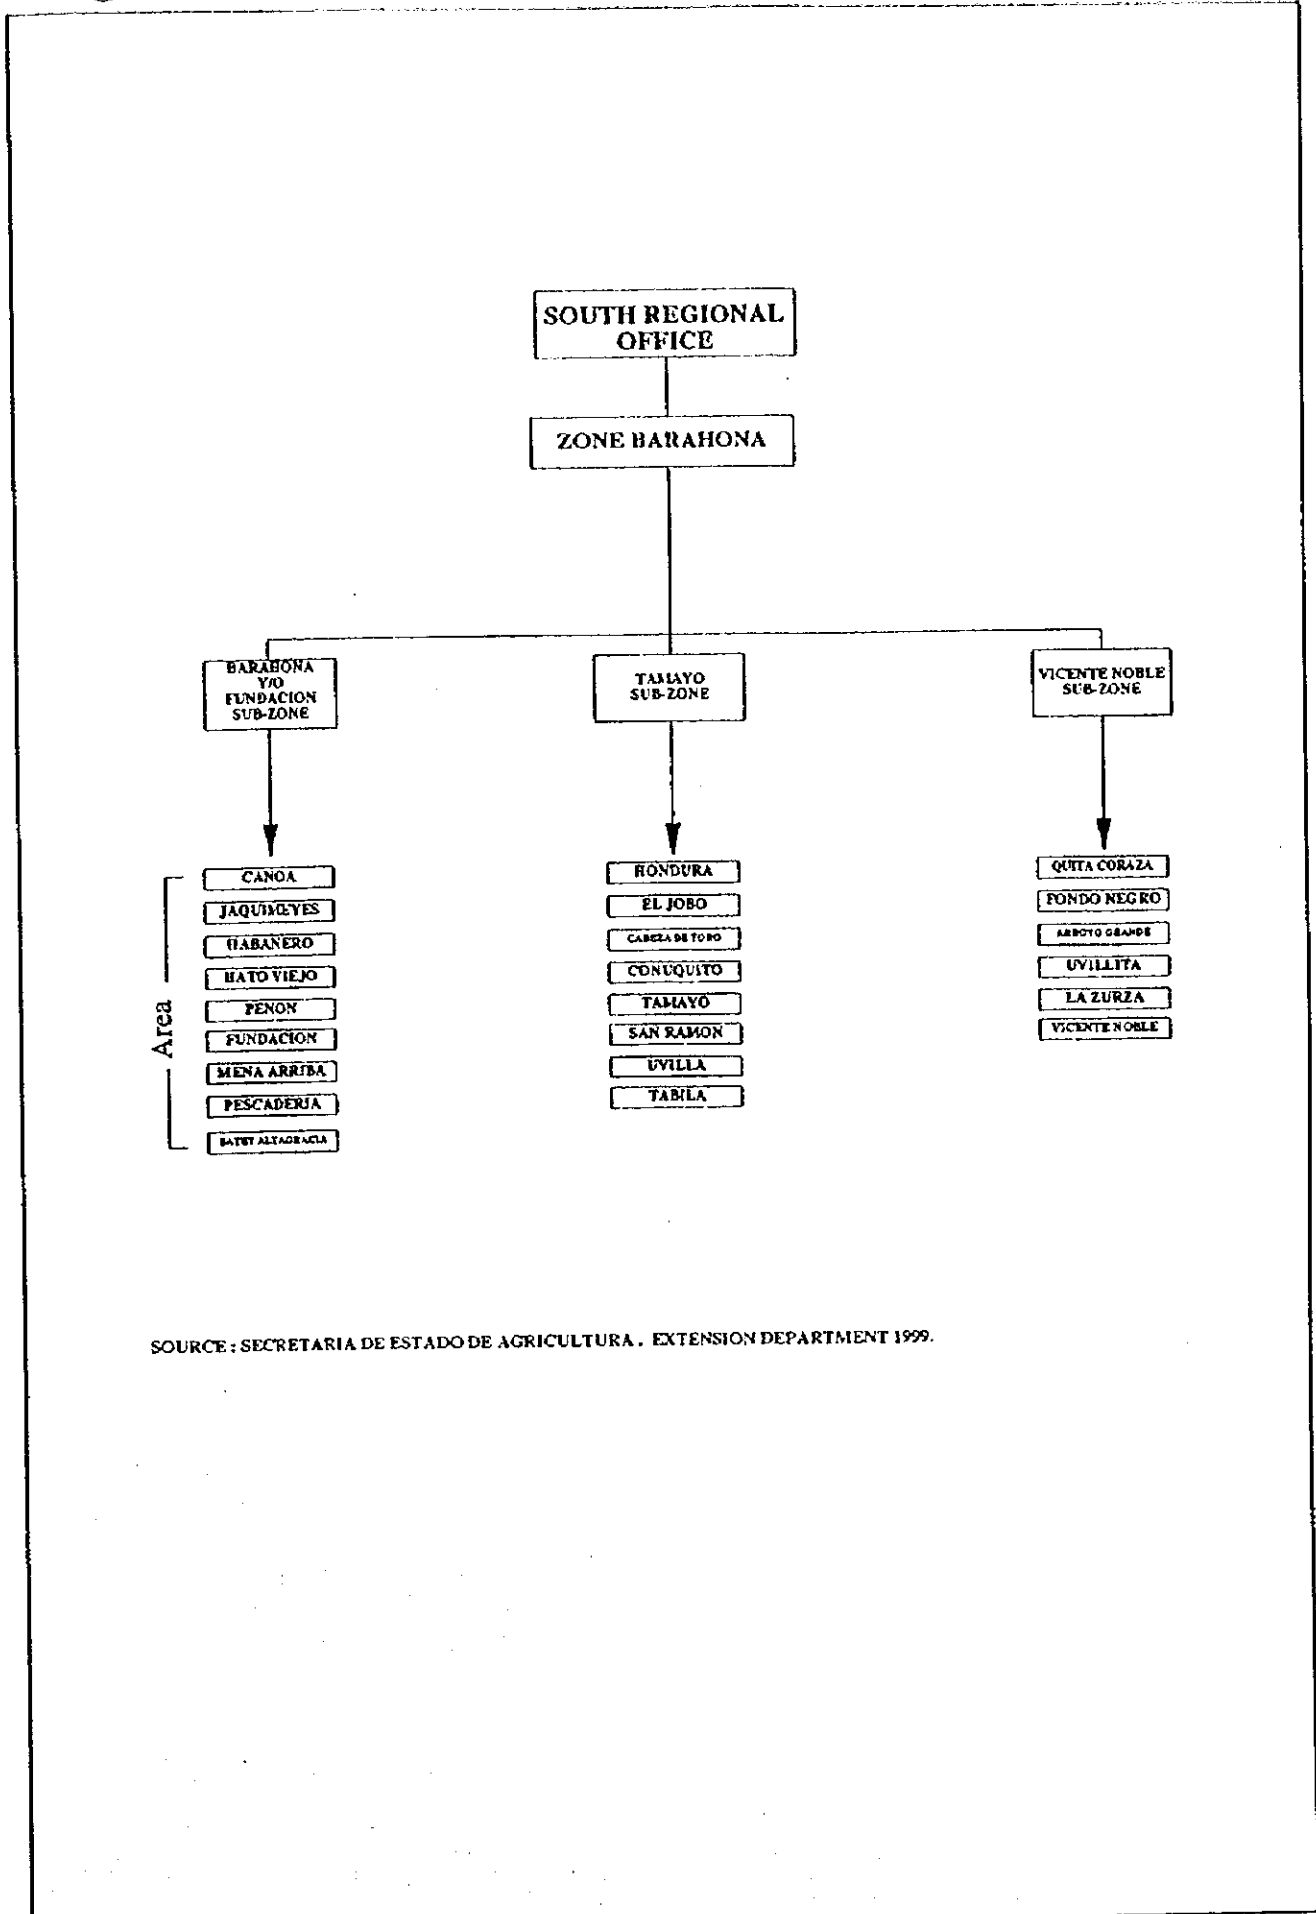 SOUTH REGIONAL
OFFICE
ZONE BARAHONA
BARAHONA
Y/O
FUNDACION
SUB-ZONE
TAMAYO
SUB-ZONE
VICENTE NOBLE
SUB-ZONE
Area
CANOA
JAQUIMEYES
HABANERO
HATO VIEJO
PENON
FUNDACION
MENA ARRIBA
PESCADERIA
ALTAGRACIA
HONDURA
EL JOBO
CABEZA DE TORO
CONUQUITO
TAMAYO
SAN RAMON
UVILLA
TABILA
QUITA CORAZA
FONDO NEGRO
ARROYO GRANDE
UVILLITA
LA ZURZA
VICENTE NOBLE
SOURCE : SECRETARIA DE ESTADO DE AGRICULTURA. EXTENSION DEPARTMENT 1999.